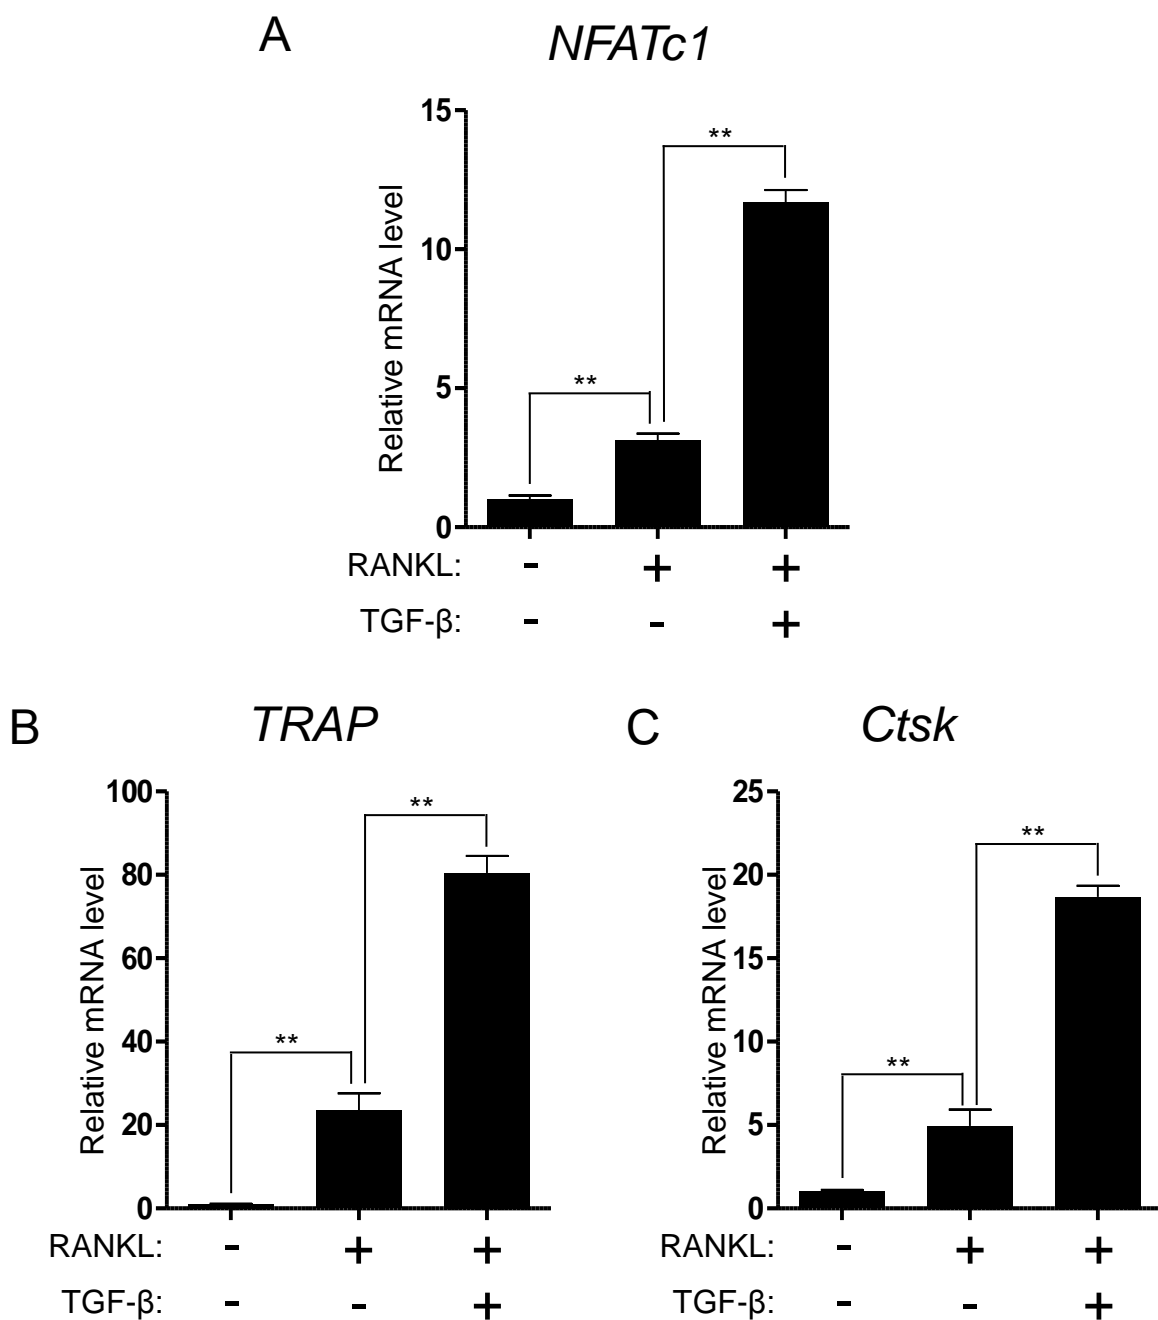 A
NFATc1
Relative mRNA level
15
10
5
0
**
**
RANKL: - + +
TGF-β: - - +
B
TRAP
Relative mRNA level
100
80
60
40
20
0
**
**
RANKL: - + +
TGF-β: - - +
C
Ctsk
Relative mRNA level
25
20
15
10
5
0
**
**
RANKL: - + +
TGF-β: - - +